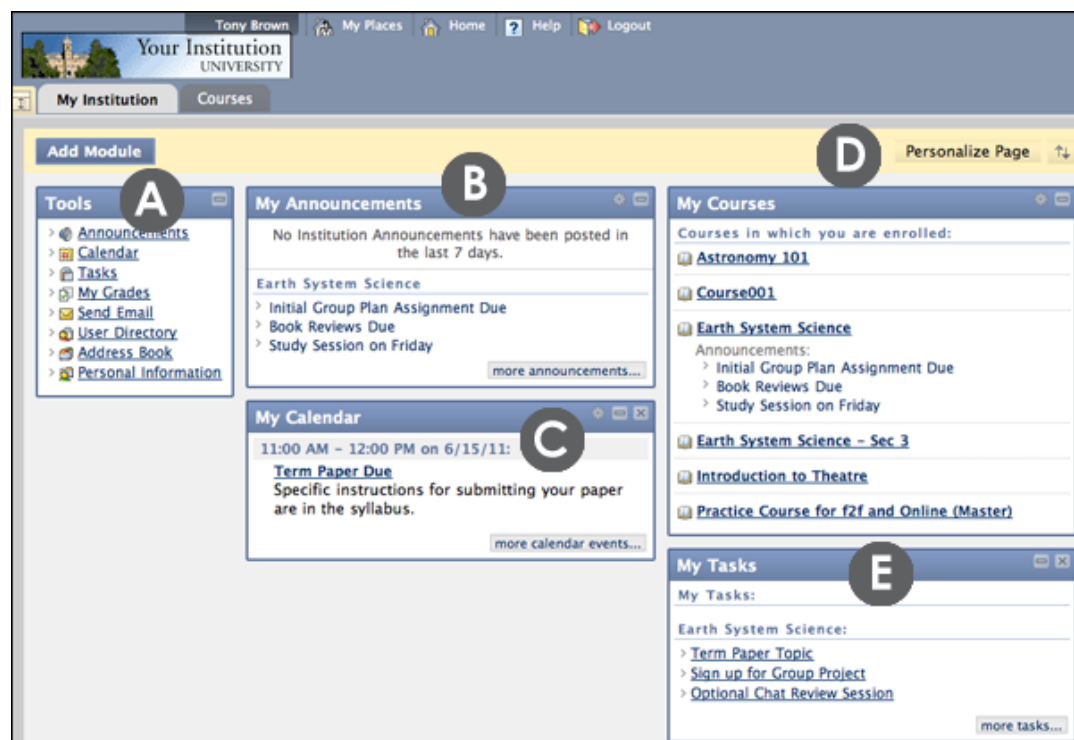 Tony Brown My Places Home ? Help Logout
Your Institution
UNIVERSITY
My Institution Courses
Add Module
D
Personalize Page
Tools
A
Announcements
Calendar
Tasks
My Grades
Send Email
User Directory
Address Book
Personal Information
My Announcements
B
No Institution Announcements have been posted in
the last 7 days.
Earth System Science
Initial Group Plan Assignment Due
Book Reviews Due
Study Session on Friday
more announcements...
My Calendar
C
11:00 AM - 12:00 PM on 6/15/11:
Term Paper Due
Specific instructions for submitting your paper
are in the syllabus.
more calendar events...
My Courses
Courses in which you are enrolled:
Astronomy 101
Course001
Earth System Science
Announcements:
Initial Group Plan Assignment Due
Book Reviews Due
Study Session on Friday
Earth System Science - Sec 3
Introduction to Theatre
Practice Course for f2f and Online (Master)
My Tasks
E
My Tasks:
Earth System Science:
Term Paper Topic
Sign up for Group Project
Optional Chat Review Session
more tasks...